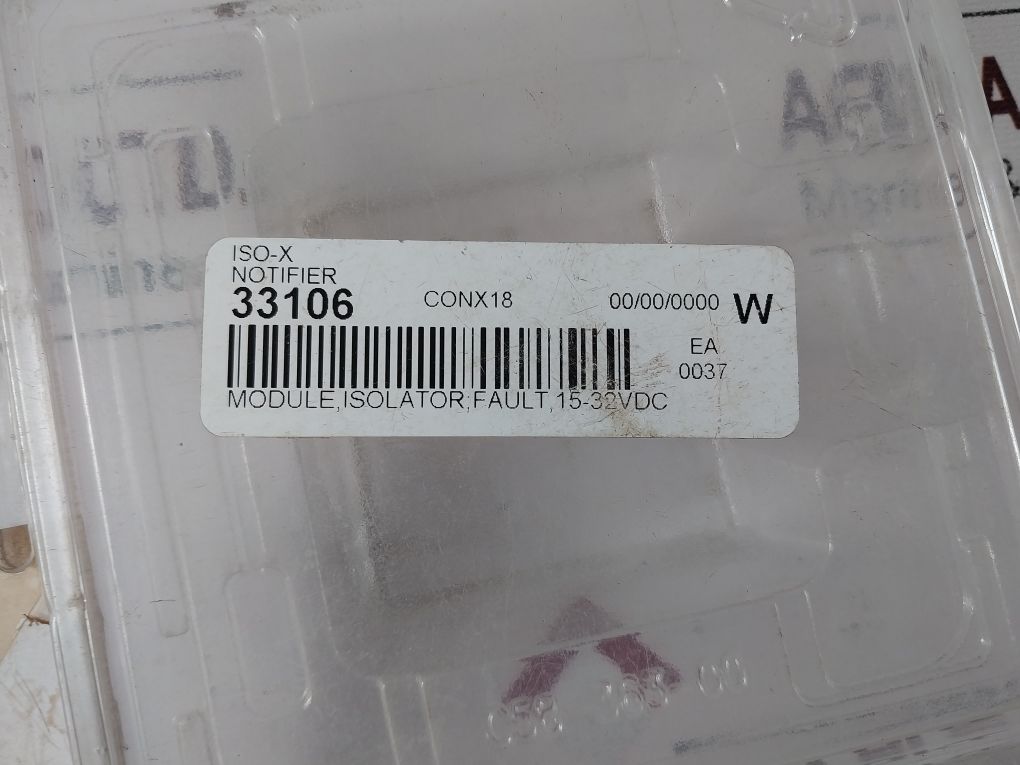 ISO-X
NOTIFIER
33106 CONX18 00/00/0000 W
EA
0037
MODULE,ISOLATOR,FAULT,15-32VDC